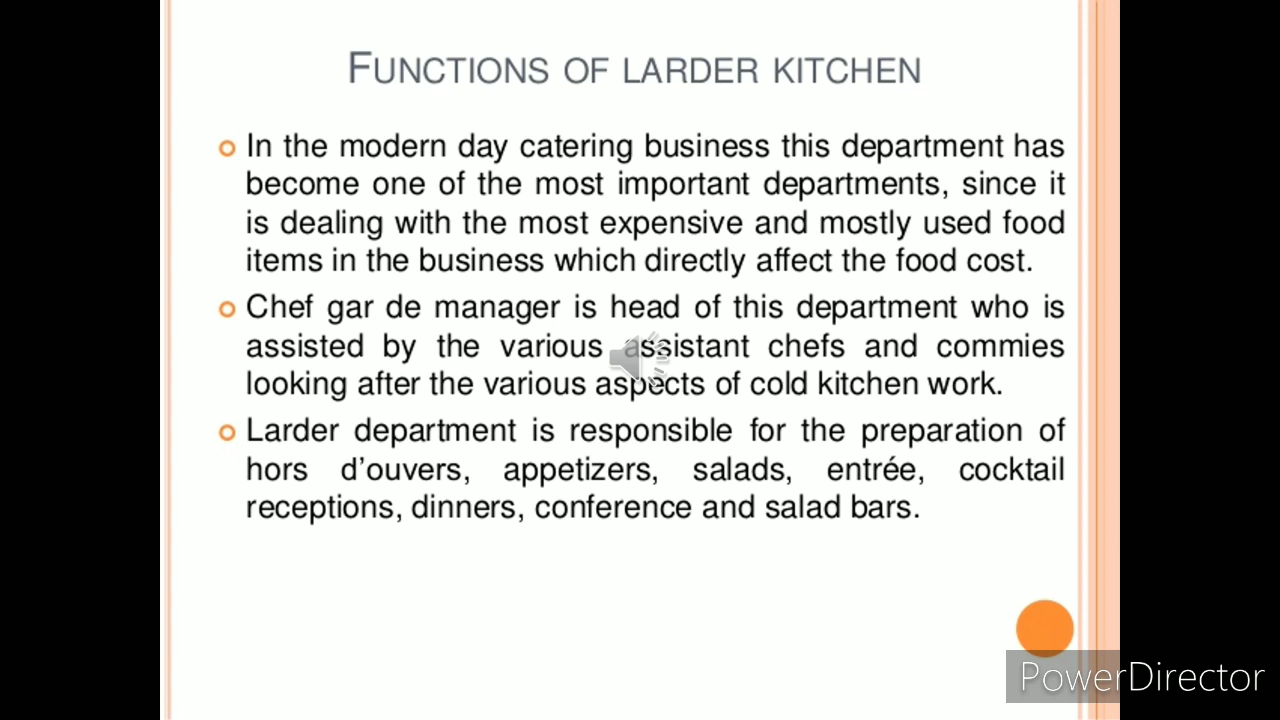 FUNCTIONS OF LARDER KITCHEN
In the modern day catering business this department has
become one of the most important departments, since it
is dealing with the most expensive and mostly used food
items in the business which directly affect the food cost.
Chef gar de manager is head of this department who is
assisted by the various assistant chefs and commies
looking after the various aspects of cold kitchen work.
Larder department is responsible for the preparation of
hors d’ouvers, appetizers, salads, entrée, cocktail
receptions, dinners, conference and salad bars.
PowerDirector